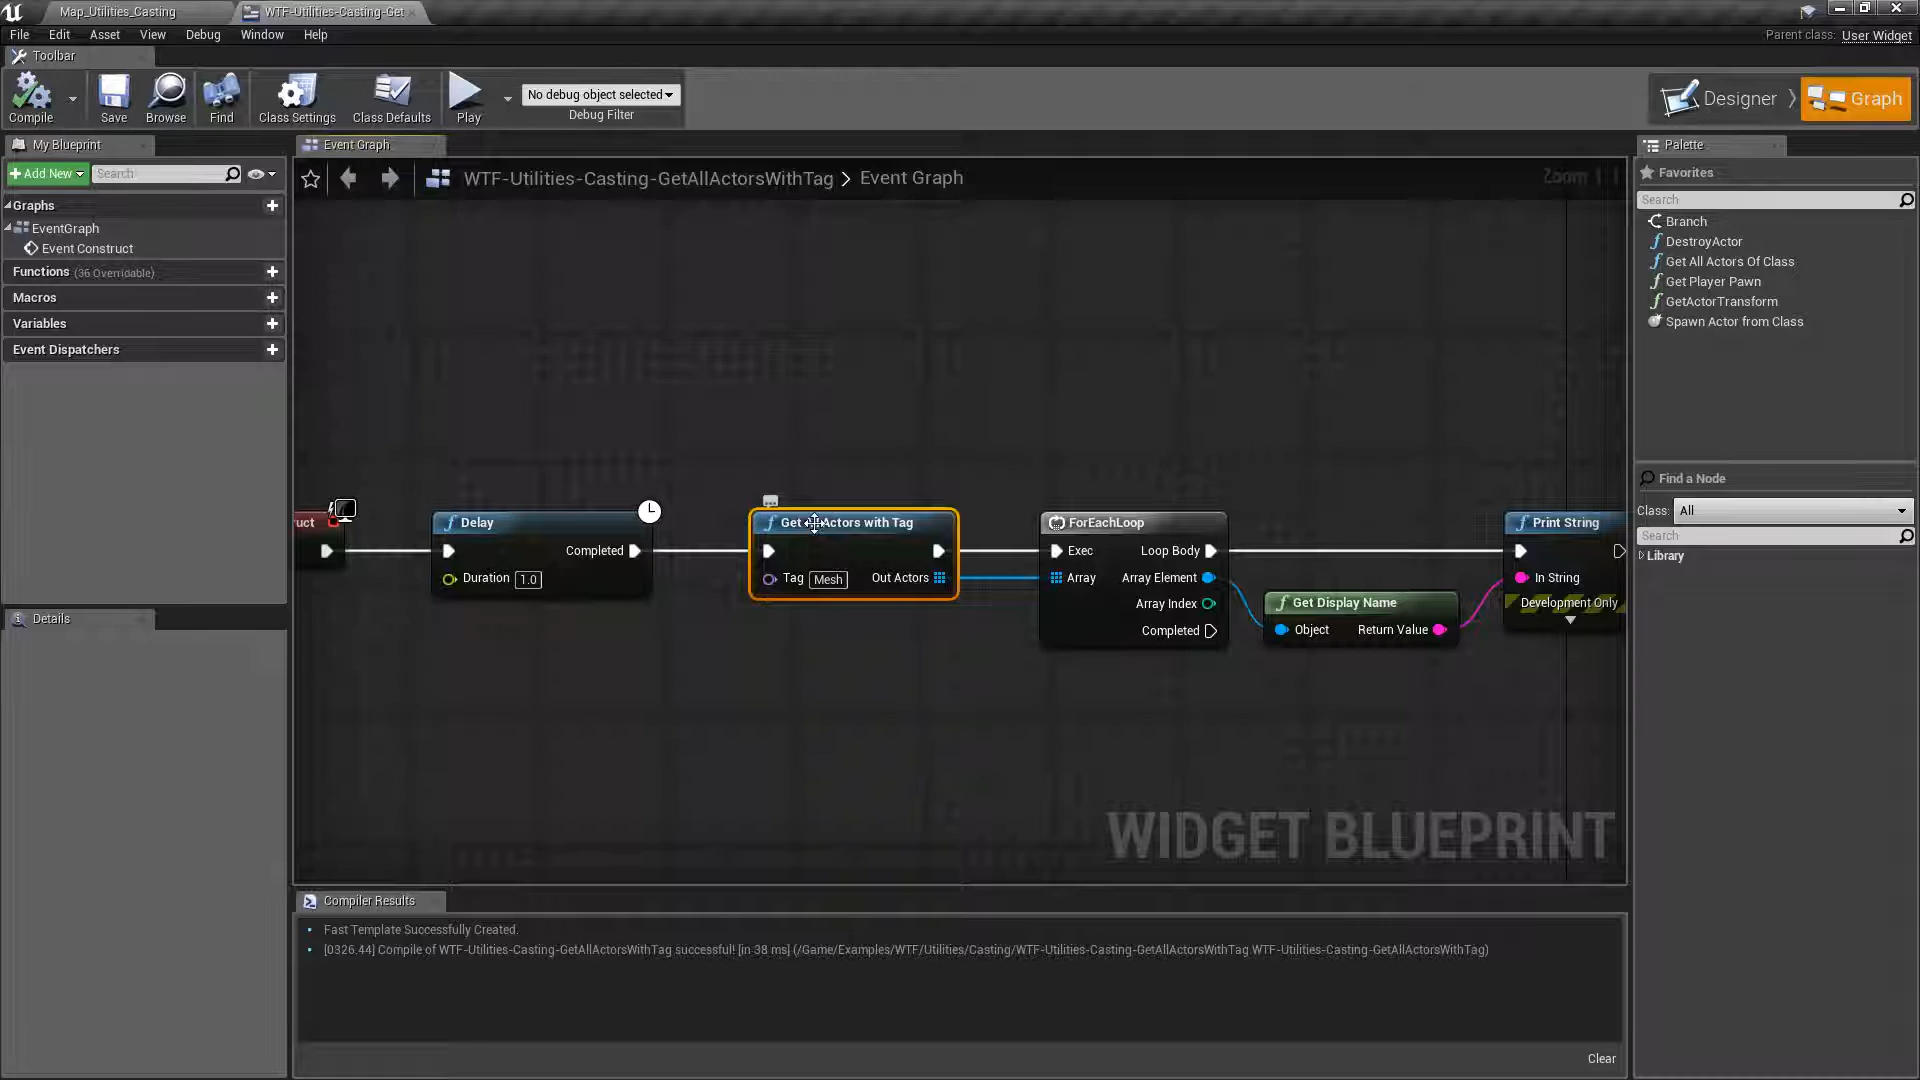 Map_Utilities_Casting
WTF-Utilities-Casting-Get
File Edit Asset View Debug Window Help
Parent class: User Widget
Toolbar
Compile Save Browse Find Class Settings Class Defaults Play
No debug object selected
Debug Filter
Designer Graph
My Blueprint
+Add New Search
Graphs
EventGraph
Event Construct
Functions (36 Overridable)
Macros
Variables
Event Dispatchers
Details
Event Graph
WTF-Utilities-Casting-GetAllActorsWithTag > Event Graph
Zoom 1:1
uct
Delay
Completed
Duration 1.0
Get Actors with Tag
Tag Mesh Out Actors
ForEachLoop
Exec Loop Body
Array Array Element
Array Index
Completed
Get Display Name
Object Return Value
Print String
In String
Development Only
WIDGET BLUEPRINT
Compiler Results
Fast Template Successfully Created.
[0326.44] Compile of WTF-Utilities-Casting-GetAllActorsWithTag successful! [in 38 ms] (/Game/Examples/WTF/Utilities/Casting/WTF-Utilities-Casting-GetAllActorsWithTag.WTF-Utilities-Casting-GetAllActorsWithTag)
Clear
Palette
Favorites
Search
Branch
DestroyActor
Get All Actors Of Class
Get Player Pawn
GetActorTransform
Spawn Actor from Class
Find a Node
Class: All
Search
Library